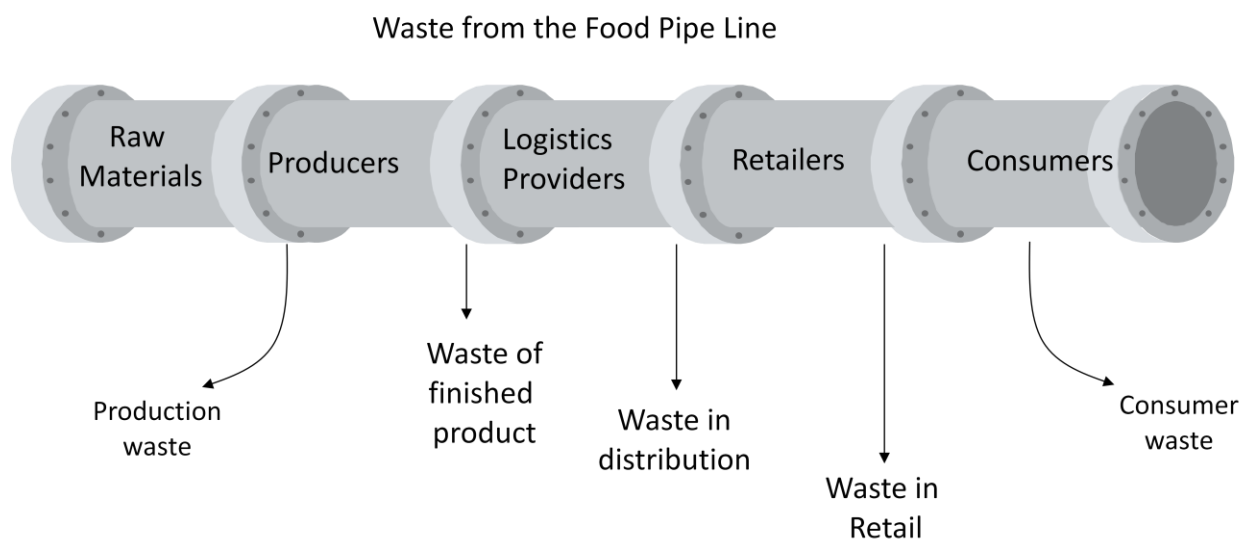 Waste from the Food Pipe Line
Raw
Materials
Producers
Logistics
Providers
Retailers
Consumers
Production
waste
Waste of
finished
product
Waste in
distribution
Waste in
Retail
Consumer
waste